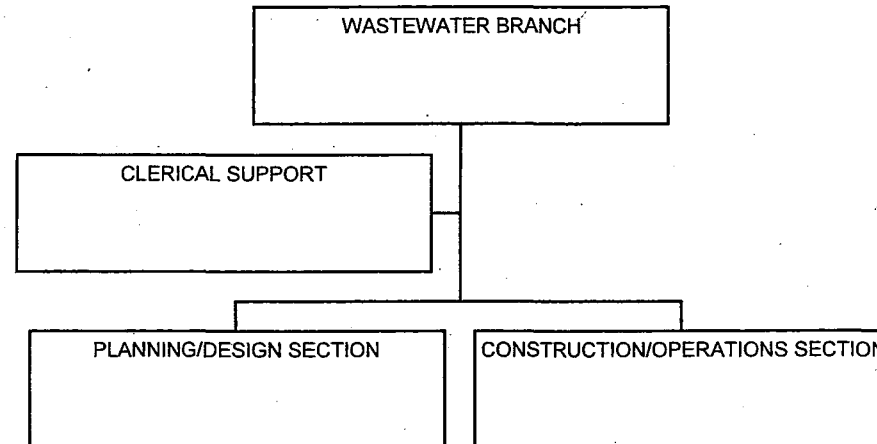 WASTEWATER BRANCH
CLERICAL SUPPORT
PLANNING/DESIGN SECTION
CONSTRUCTION/OPERATIONS SECTION